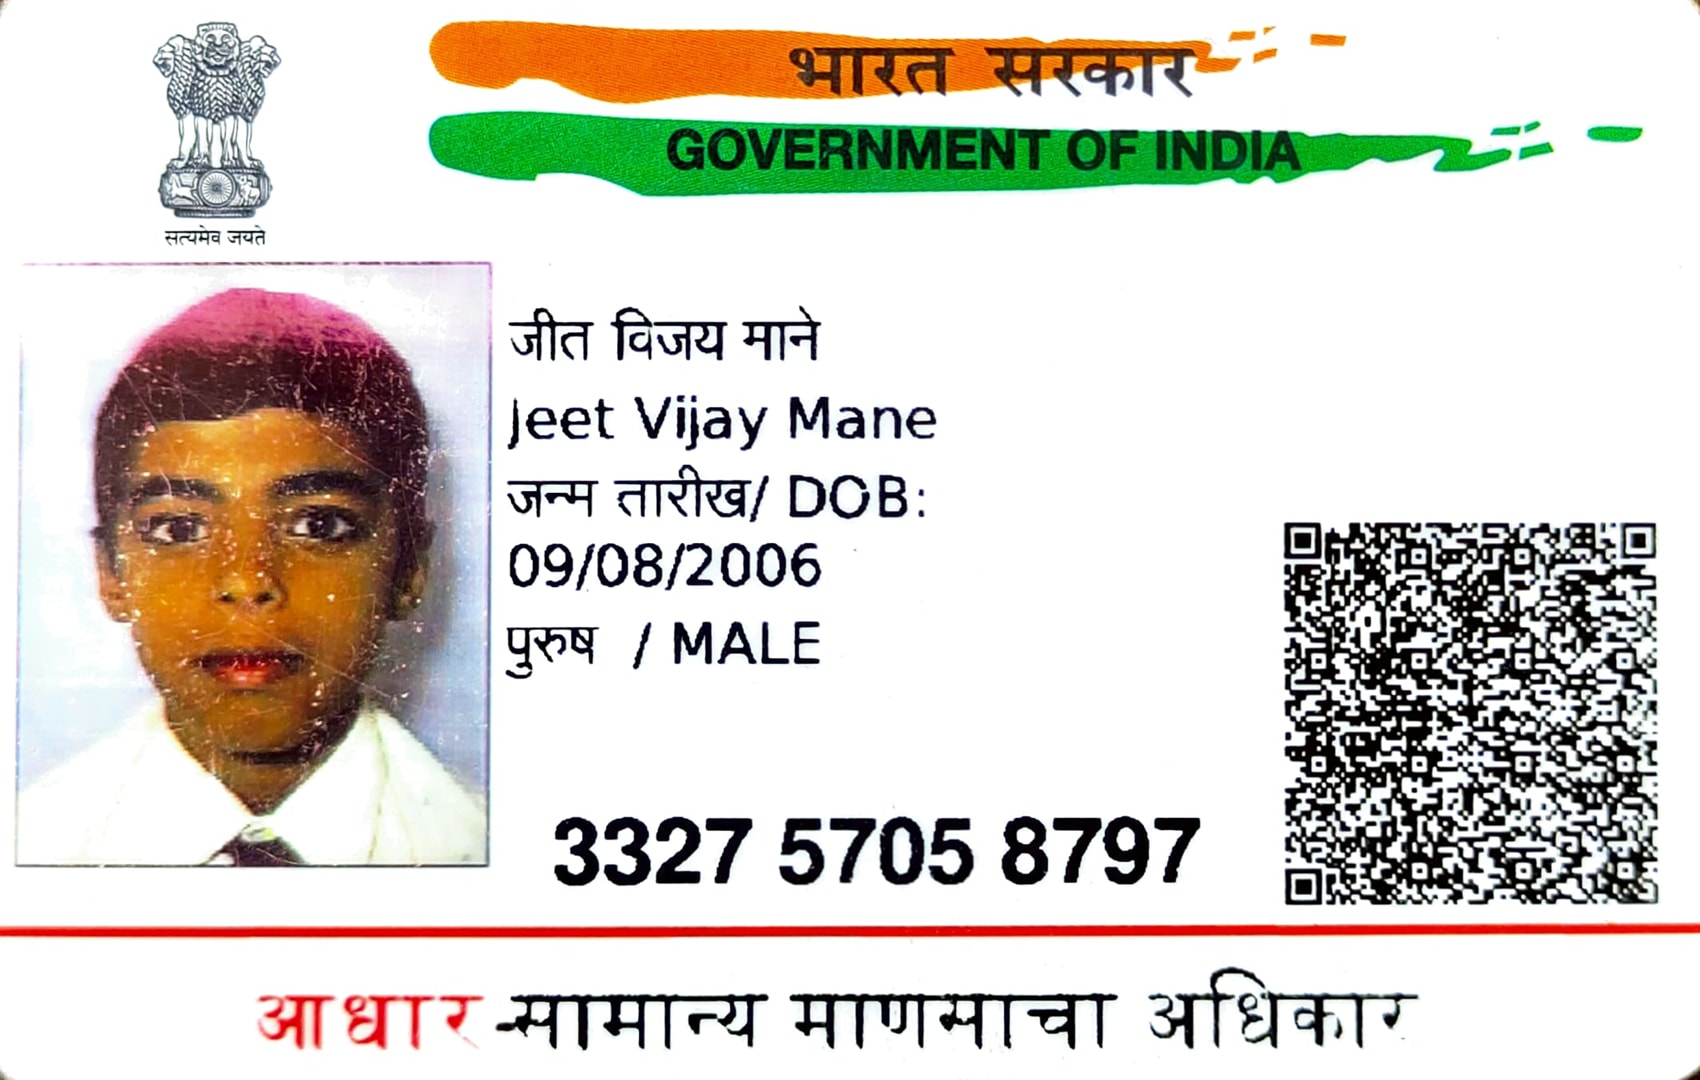 भारत सरकार
GOVERNMENT OF INDIA
सत्यमेव जयते
जीत विजय माने
Jeet Vijay Mane
जन्म तारीख/ DOB:
09/08/2006
पुरुष / MALE
3327 5705 8797
आधार-सामान्य माणसाचा अधिकार